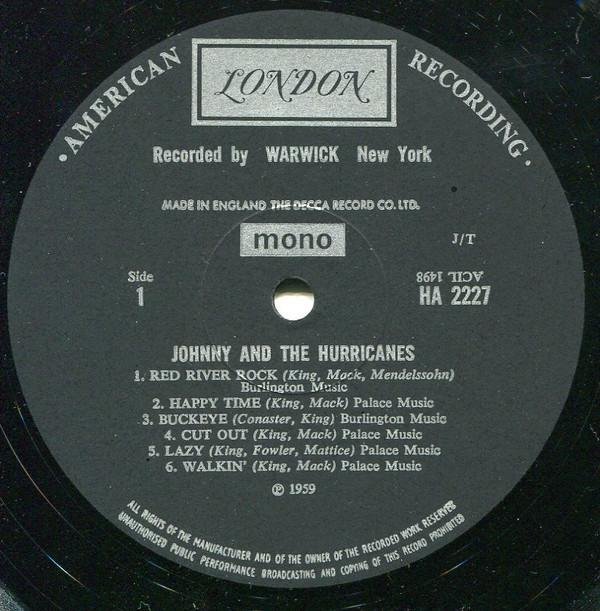 · AMERICAN RECORDING ·
LONDON
Recorded by WARWICK New York
MADE IN ENGLAND THE DECCA RECORD CO. LTD.
mono
J/T
Side
1
ACIL 1498
HA 2227
JOHNNY AND THE HURRICANES
1. RED RIVER ROCK (King, Mack, Mendelssohn)
Burlington Music
2. HAPPY TIME (King, Mack) Palace Music
3. BUCKEYE (Conaster, King) Burlington Music
4. CUT OUT (King, Mack) Palace Music
5. LAZY (King, Fowler, Mattice) Palace Music
6. WALKIN' (King, Mack) Palace Music
℗ 1959
ALL RIGHTS OF THE MANUFACTURER AND OF THE OWNER OF THE RECORDED WORK RESERVED
UNAUTHORISED PUBLIC PERFORMANCE BROADCASTING AND COPYING OF THIS RECORD PROHIBITED